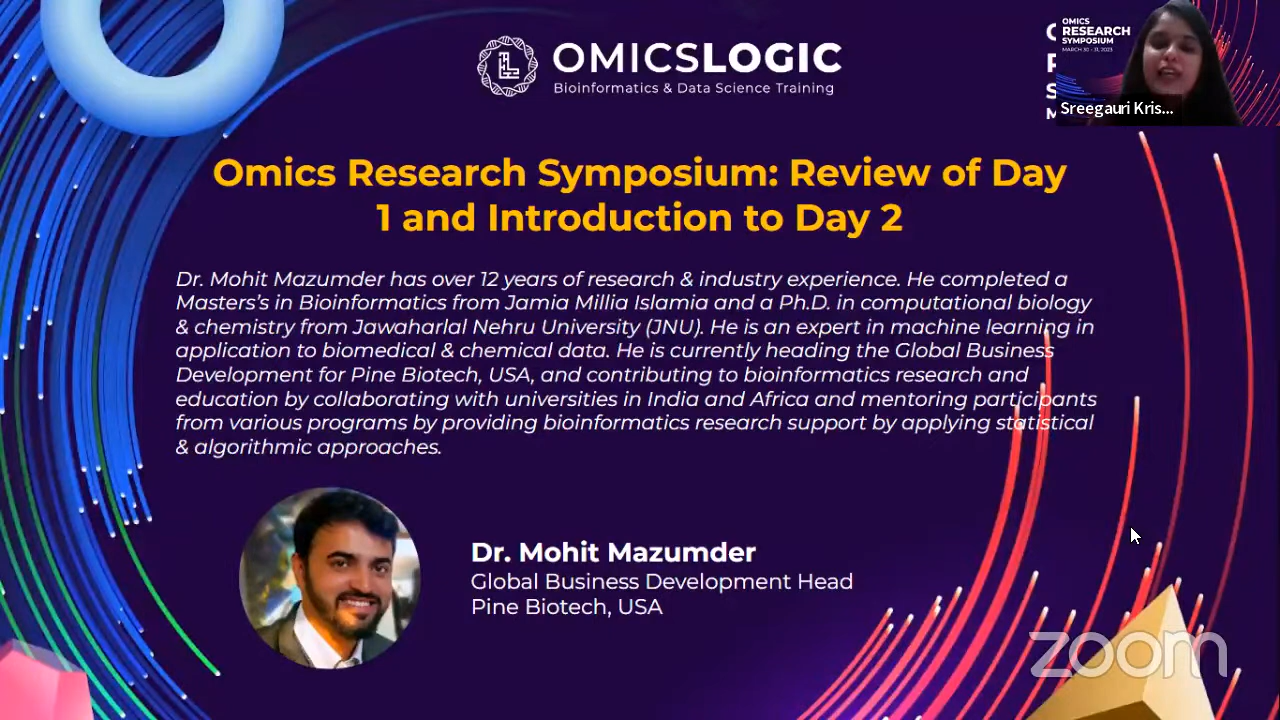 OMICSLOGIC
Bioinformatics & Data Science Training
OMICS
RESEARCH
SYMPOSIUM
MARCH 30 - 31, 2023
Sreegauri Kris...
Omics Research Symposium: Review of Day
1 and Introduction to Day 2
Dr. Mohit Mazumder has over 12 years of research & industry experience. He completed a
Masters's in Bioinformatics from Jamia Millia Islamia and a Ph.D. in computational biology
& chemistry from Jawaharlal Nehru University (JNU). He is an expert in machine learning in
application to biomedical & chemical data. He is currently heading the Global Business
Development for Pine Biotech, USA, and contributing to bioinformatics research and
education by collaborating with universities in India and Africa and mentoring participants
from various programs by providing bioinformatics research support by applying statistical
& algorithmic approaches.
Dr. Mohit Mazumder
Global Business Development Head
Pine Biotech, USA
zoom